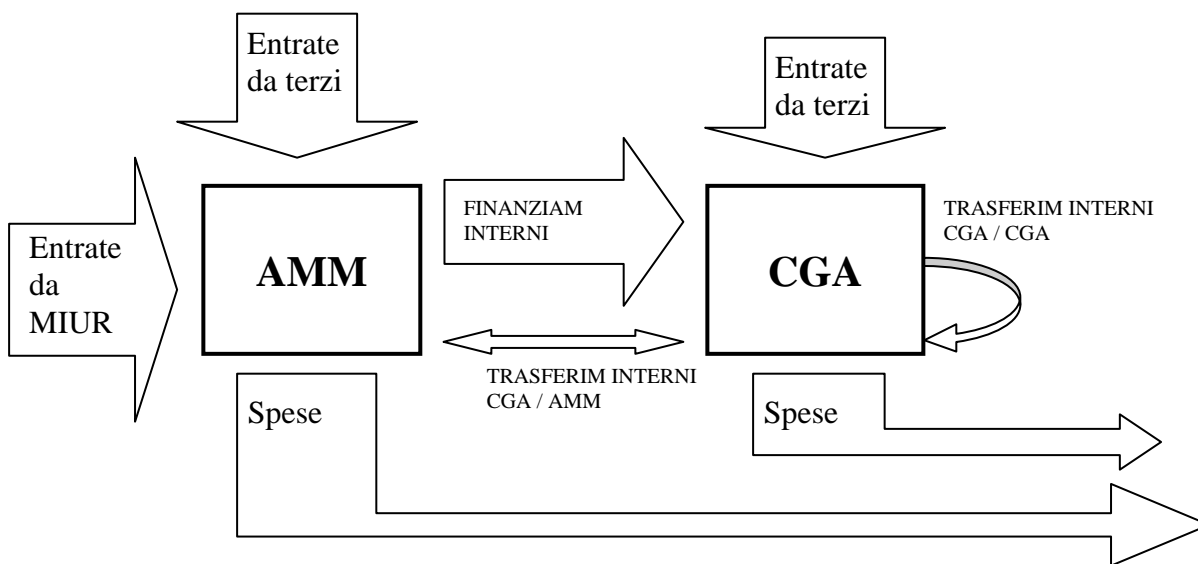 Entrate
da terzi
Entrate
da terzi
Entrate
da
MIUR
AMM
FINANZIAM
INTERNI
CGA
TRASFERIM INTERNI
CGA / CGA
TRASFERIM INTERNI
CGA / AMM
Spese
Spese